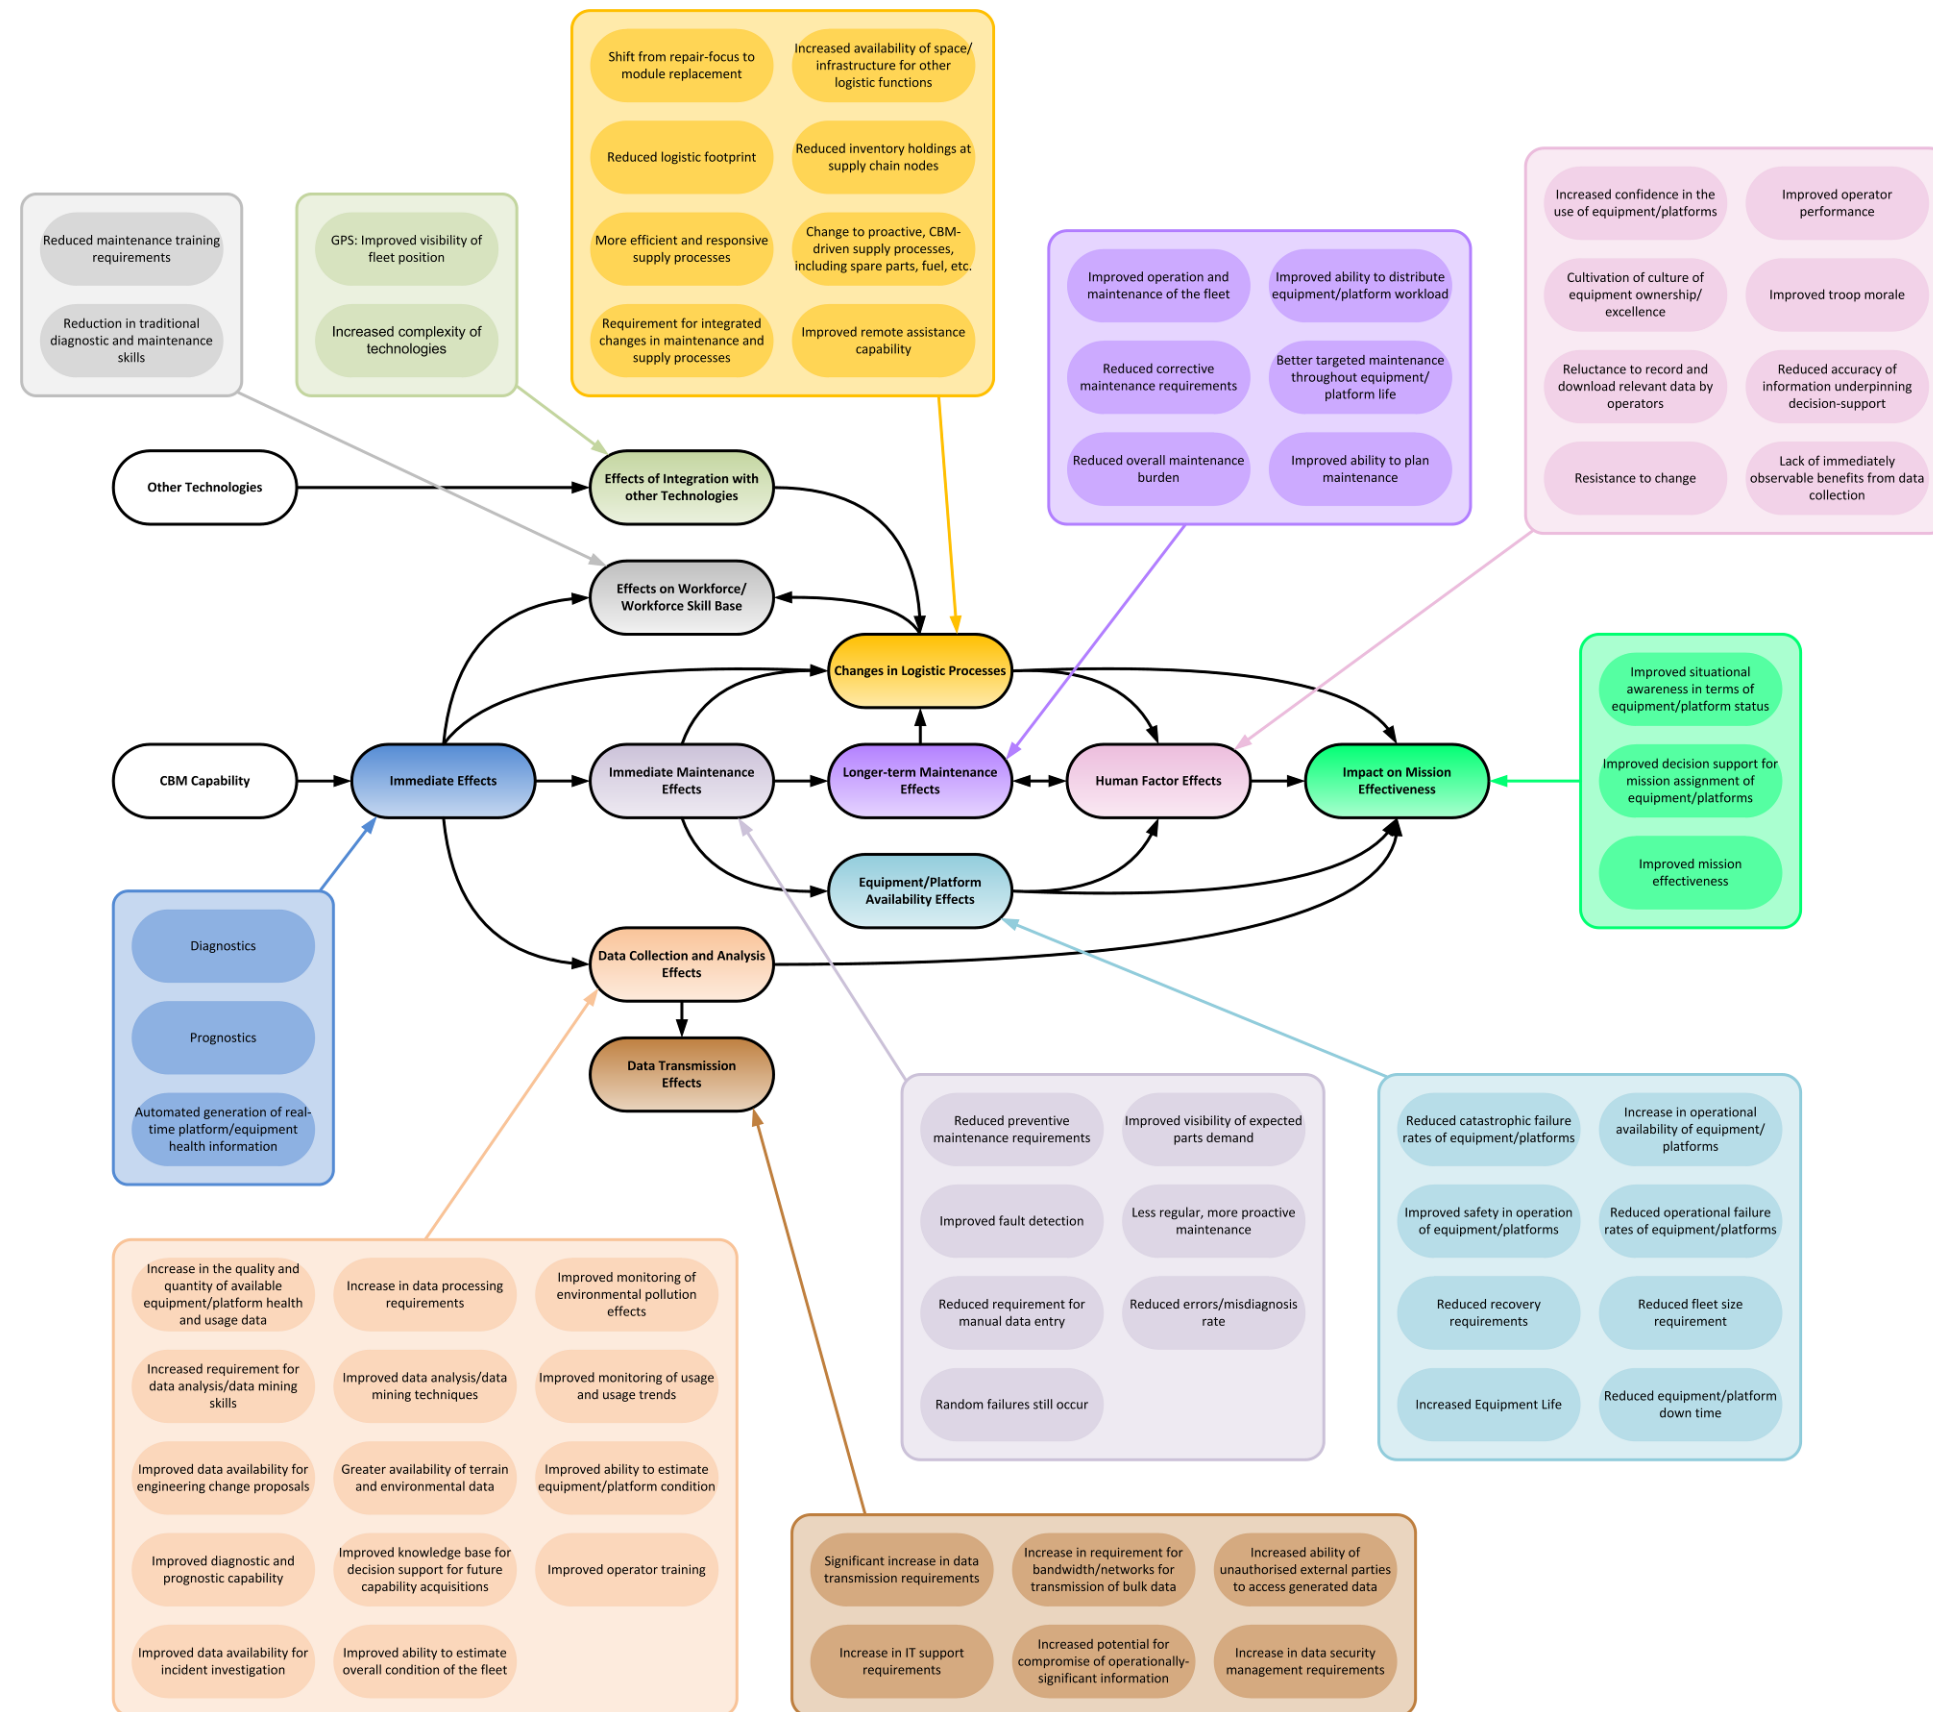 Shift from repair-focus to
module replacement
Increased availability of space/
infrastructure for other
logistic functions
Reduced logistic footprint
Reduced inventory holdings at
supply chain nodes
More efficient and responsive
supply processes
Change to proactive, CBM-
driven supply processes,
including spare parts, fuel, etc.
Requirement for integrated
changes in maintenance and
supply processes
Improved remote assistance
capability
Reduced maintenance training
requirements
Reduction in traditional
diagnostic and maintenance
skills
GPS: Improved visibility of
fleet position
Increased complexity of
technologies
Improved operation and
maintenance of the fleet
Improved ability to distribute
equipment/platform workload
Reduced corrective
maintenance requirements
Better targeted maintenance
throughout equipment/
platform life
Reduced overall maintenance
burden
Improved ability to plan
maintenance
Increased confidence in the
use of equipment/platforms
Improved operator
performance
Cultivation of culture of
equipment ownership/
excellence
Improved troop morale
Reluctance to record and
download relevant data by
operators
Reduced accuracy of
information underpinning
decision-support
Resistance to change
Lack of immediately
observable benefits from data
collection
Other Technologies
Effects of Integration with
other Technologies
Effects on Workforce/
Workforce Skill Base
Changes in Logistic Processes
CBM Capability
Immediate Effects
Immediate Maintenance
Effects
Longer-term Maintenance
Effects
Human Factor Effects
Impact on Mission
Effectiveness
Equipment/Platform
Availability Effects
Data Collection and Analysis
Effects
Data Transmission
Effects
Improved situational
awareness in terms of
equipment/platform status
Improved decision support for
mission assignment of
equipment/platforms
Improved mission
effectiveness
Diagnostics
Prognostics
Automated generation of real-
time platform/equipment
health information
Reduced preventive
maintenance requirements
Improved visibility of expected
parts demand
Improved fault detection
Less regular, more proactive
maintenance
Reduced requirement for
manual data entry
Reduced errors/misdiagnosis
rate
Random failures still occur
Reduced catastrophic failure
rates of equipment/platforms
Increase in operational
availability of equipment/
platforms
Improved safety in operation
of equipment/platforms
Reduced operational failure
rates of equipment/platforms
Reduced recovery
requirements
Reduced fleet size
requirement
Increased Equipment Life
Reduced equipment/platform
down time
Increase in the quality and
quantity of available
equipment/platform health
and usage data
Increase in data processing
requirements
Improved monitoring of
environmental pollution
effects
Increased requirement for
data analysis/data mining
skills
Improved data analysis/data
mining techniques
Improved monitoring of usage
and usage trends
Improved data availability for
engineering change proposals
Greater availability of terrain
and environmental data
Improved ability to estimate
equipment/platform condition
Improved diagnostic and
prognostic capability
Improved knowledge base for
decision support for future
capability acquisitions
Improved operator training
Improved data availability for
incident investigation
Improved ability to estimate
overall condition of the fleet
Significant increase in data
transmission requirements
Increase in requirement for
bandwidth/networks for
transmission of bulk data
Increased ability of
unauthorised external parties
to access generated data
Increase in IT support
requirements
Increased potential for
compromise of operationally-
significant information
Increase in data security
management requirements